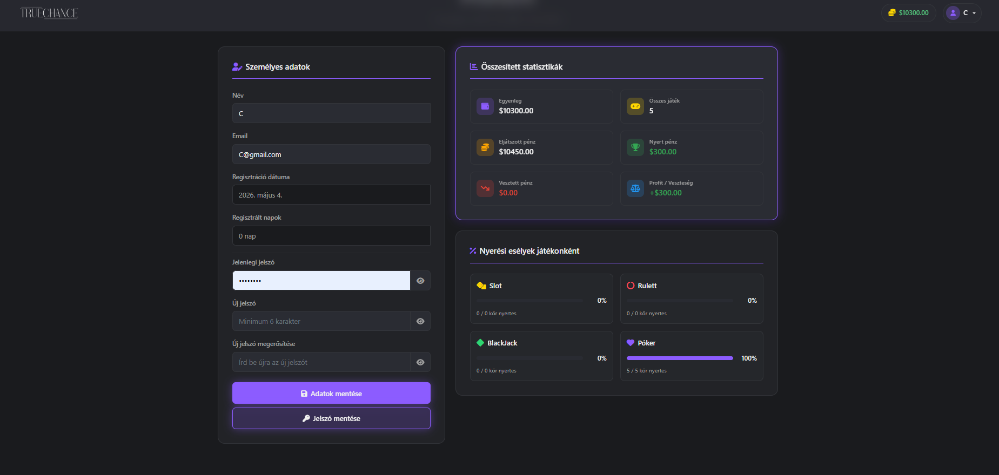 TRUECHANCE
$10300.00
C
Személyes adatok
Név
C
Email
C@gmail.com
Regisztráció dátuma
2026. május 4.
Regisztrált napok
0 nap
Jelenlegi jelszó
••••••••
Új jelszó
Minimum 6 karakter
Új jelszó megerősítése
Írd be újra az új jelszót
Adatok mentése
Jelszó mentése
Összesített statisztikák
Egyenleg
$10300.00
Összes játék
5
Eljátszott pénz
$10450.00
Nyert pénz
$300.00
Vesztett pénz
$0.00
Profit / Veszteség
+$300.00
Nyerési esélyek játékonként
Slot
0%
0 / 0 kör nyertes
Rulett
0%
0 / 0 kör nyertes
BlackJack
0%
0 / 0 kör nyertes
Póker
100%
5 / 5 kör nyertes